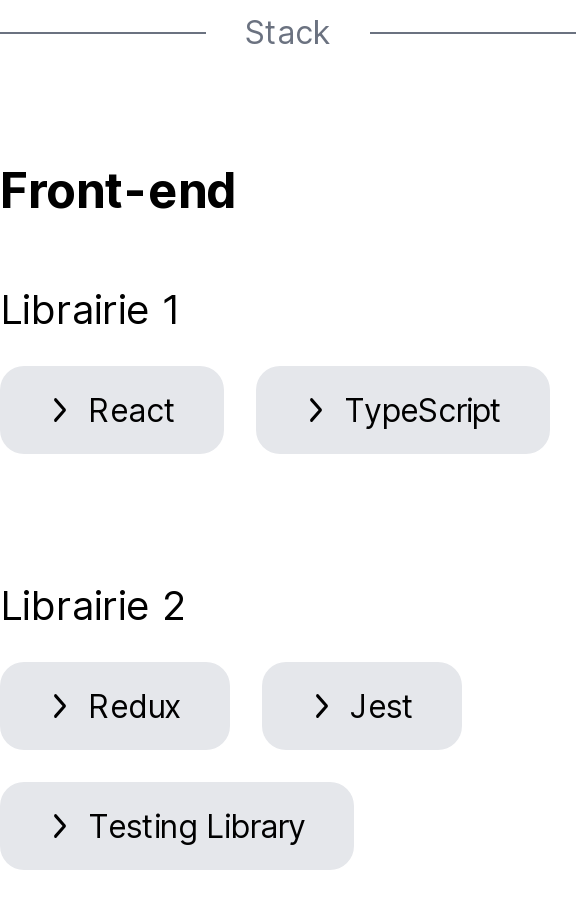 Stack
Front-end
Librairie 1
React
TypeScript
Librairie 2
Redux
Jest
Testing Library